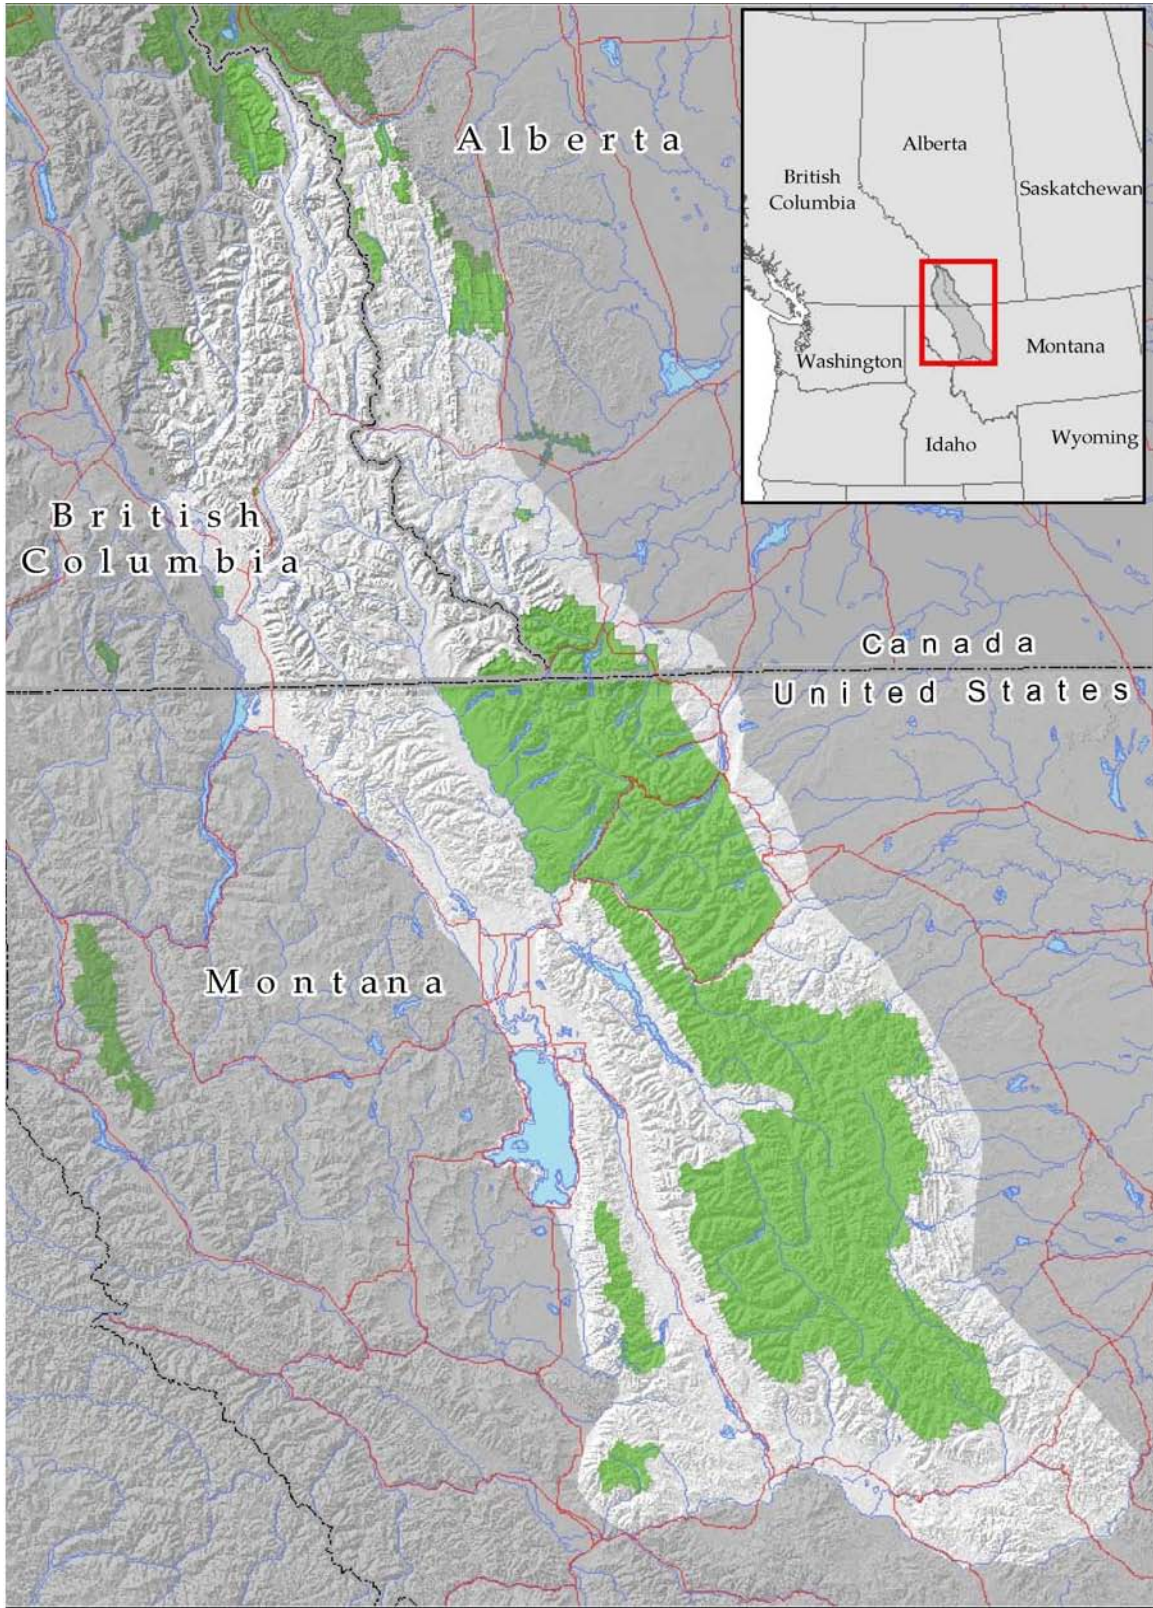 Alberta
British
Columbia
Canada
United States
Montana
Alberta
British
Columbia
Saskatchewan
Washington
Montana
Idaho
Wyoming